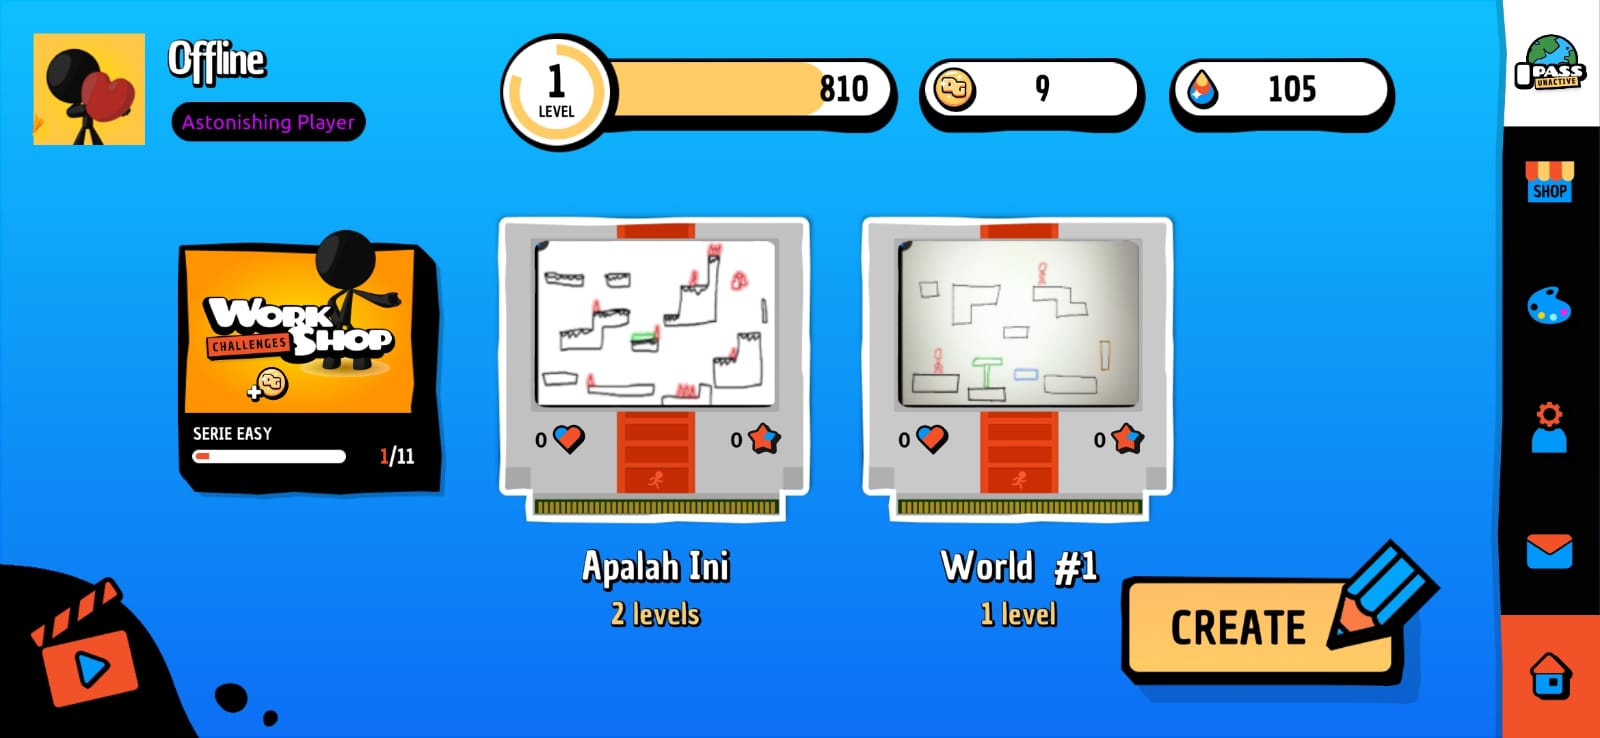 Offline
Astonishing Player
1
LEVEL
810
9
105
PASS
UNACTIVE
SHOP
WORK
SHOP
CHALLENGES
+
SERIE EASY
1/11
0
0
0
0
Apalah Ini
2 levels
World #1
1 level
CREATE